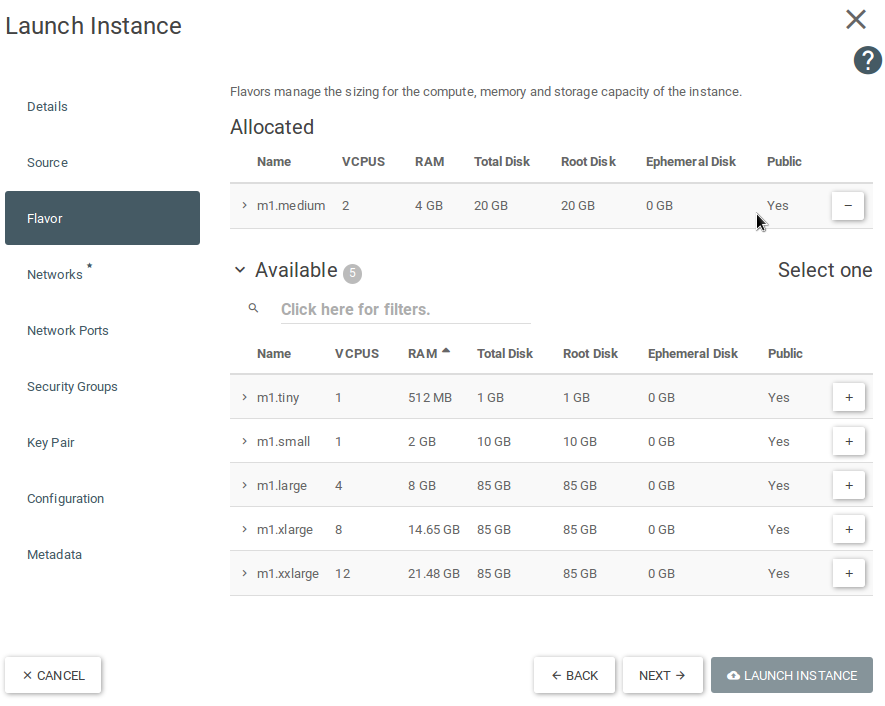 Launch Instance
Details
Source
Flavor
Networks *
Network Ports
Security Groups
Key Pair
Configuration
Metadata
Flavors manage the sizing for the compute, memory and storage capacity of the instance.
Allocated
Name VCPUS RAM Total Disk Root Disk Ephemeral Disk Public
m1.medium 2 4 GB 20 GB 20 GB 0 GB Yes
Available 5 Select one
Click here for filters.
Name VCPUS RAM Total Disk Root Disk Ephemeral Disk Public
m1.tiny 1 512 MB 1 GB 1 GB 0 GB Yes
m1.small 1 2 GB 10 GB 10 GB 0 GB Yes
m1.large 4 8 GB 85 GB 85 GB 0 GB Yes
m1.xlarge 8 14.65 GB 85 GB 85 GB 0 GB Yes
m1.xxlarge 12 21.48 GB 85 GB 85 GB 0 GB Yes
CANCEL BACK NEXT LAUNCH INSTANCE